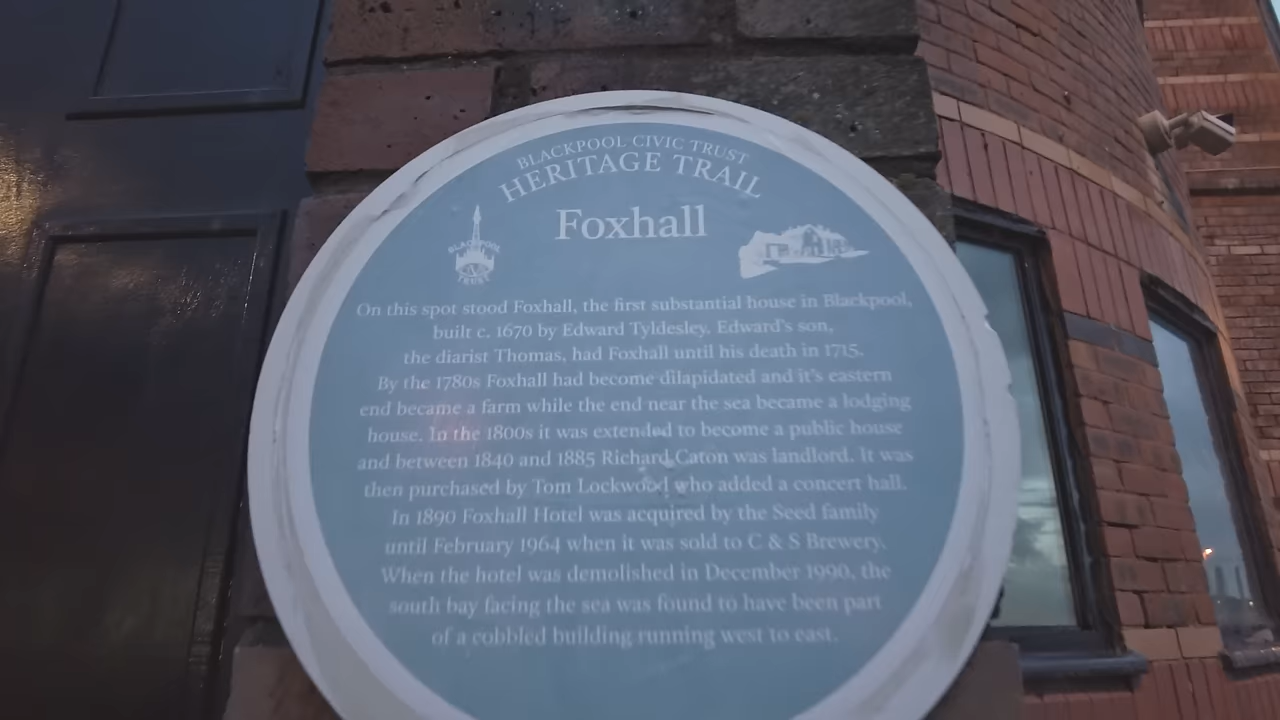 BLACKPOOL CIVIC TRUST
HERITAGE TRAIL
Foxhall
BLACKPOOL
TRUST
On this spot stood Foxhall, the first substantial house in Blackpool,
built c. 1670 by Edward Tyldesley. Edward's son,
the diarist Thomas, had Foxhall until his death in 1715.
By the 1780s Foxhall had become dilapidated and it's eastern
end became a farm while the end near the sea became a lodging
house. In the 1800s it was extended to become a public house
and between 1840 and 1885 Richard Caton was landlord. It was
then purchased by Tom Lockwood who added a concert hall.
In 1890 Foxhall Hotel was acquired by the Seed family
until February 1964 when it was sold to C & S Brewery.
When the hotel was demolished in December 1990, the
south bay facing the sea was found to have been part
of a cobbled building running west to east.